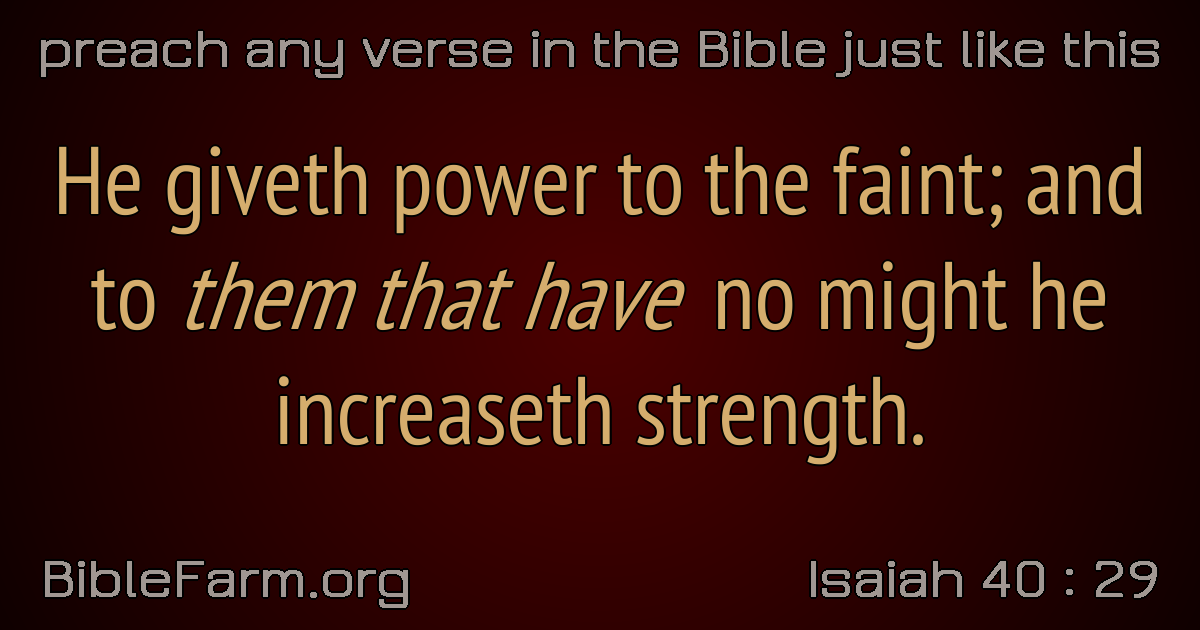 preach any verse in the Bible just like this
He giveth power to the faint; and
to them that have no might he
increaseth strength.
BibleFarm.org
Isaiah 40 : 29